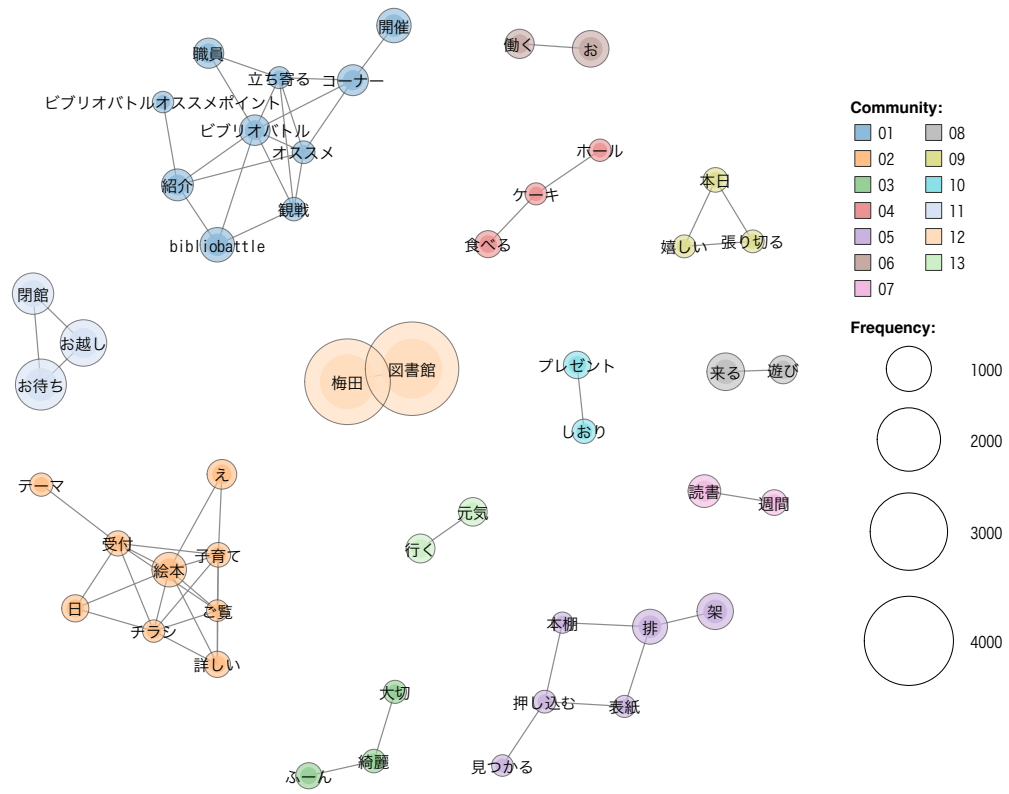 開催
職員
立ち寄る
コーナー
ビブリオバトルオススメポイント
ビブリオバトル
オススメ
紹介
観戦
bibliobattle
働く
お
ホール
ケーキ
食べる
本日
嬉しい
張り切る
閉館
お越し
お待ち
梅田
図書館
プレゼント
しおり
来る
遊び
テーマ
え
受付
子育て
絵本
日
ご覧
チラシ
詳しい
元気
行く
読書
週間
本棚
排
架
押し込む
表紙
見つかる
大切
綺麗
ふーん
Community:
01
02
03
04
05
06
07
08
09
10
11
12
13
Frequency:
1000
2000
3000
4000